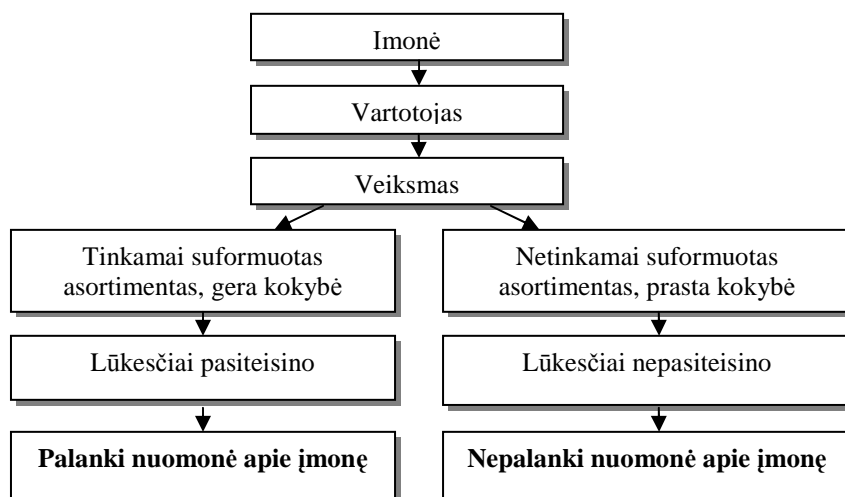 Imonė
Vartotojas
Veiksmas
Tinkamai suformuotas
asortimentas, gera kokybė
Netinkamai suformuotas
asortimentas, prasta kokybė
Lūkesčiai pasiteisino
Lūkesčiai nepasiteisino
Palanki nuomonė apie įmonę
Nepalanki nuomonė apie įmonę